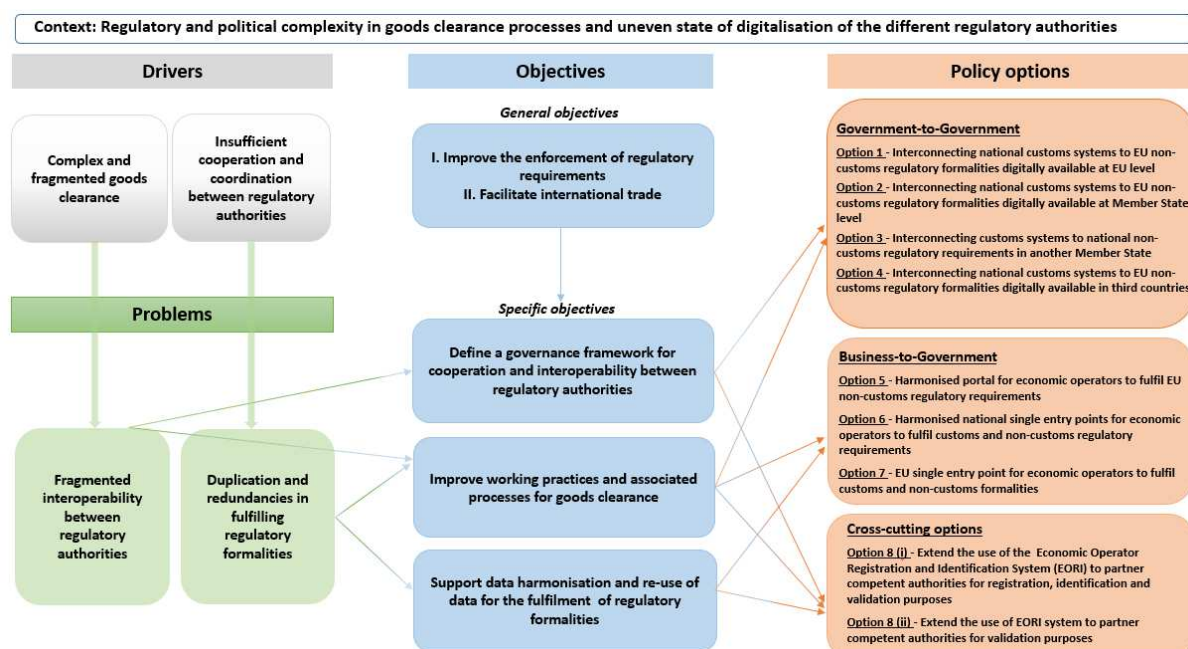 Context: Regulatory and political complexity in goods clearance processes and uneven state of digitalisation of the different regulatory authorities
Drivers
Complex and
fragmented goods
clearance
Insufficient
cooperation and
coordination
between regulatory
authorities
Problems
Fragmented
interoperability
between
regulatory
authorities
Duplication and
redundancies in
fulfilling
regulatory
formalities
Objectives
General objectives
I. Improve the enforcement of regulatory
requirements
II. Facilitate international trade
Specific objectives
Define a governance framework for
cooperation and interoperability between
regulatory authorities
Improve working practices and associated
processes for goods clearance
Support data harmonisation and re-use of
data for the fulfilment of regulatory
formalities
Policy options
Government-to-Government
Option 1 - Interconnecting national customs systems to EU non-
customs regulatory formalities digitally available at EU level
Option 2 - Interconnecting national customs systems to EU non-
customs regulatory formalities digitally available at Member State
level
Option 3 - Interconnecting customs systems to national non-
customs regulatory requirements in another Member State
Option 4 - Interconnecting national customs systems to EU non-
customs regulatory formalities digitally available in third countries
Business-to-Government
Option 5 - Harmonised portal for economic operators to fulfil EU
non-customs regulatory requirements
Option 6 - Harmonised national single entry points for economic
operators to fulfil customs and non-customs regulatory
requirements
Option 7 - EU single entry point for economic operators to fulfil
customs and non-customs formalities
Cross-cutting options
Option 8 (i) - Extend the use of the Economic Operator
Registration and Identification System (EORI) to partner
competent authorities for registration, identification and
validation purposes
Option 8 (ii) - Extend the use of EORI system to partner
competent authorities for validation purposes